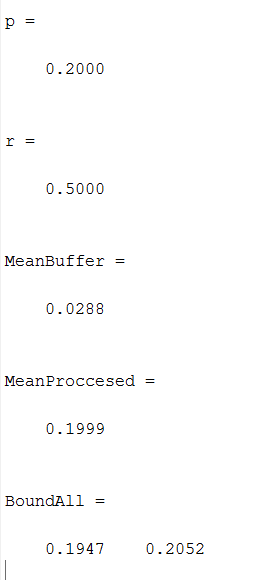 p =
0.2000
r =
0.5000
MeanBuffer =
0.0288
MeanProccesed =
0.1999
BoundAll =
0.1947 0.2052